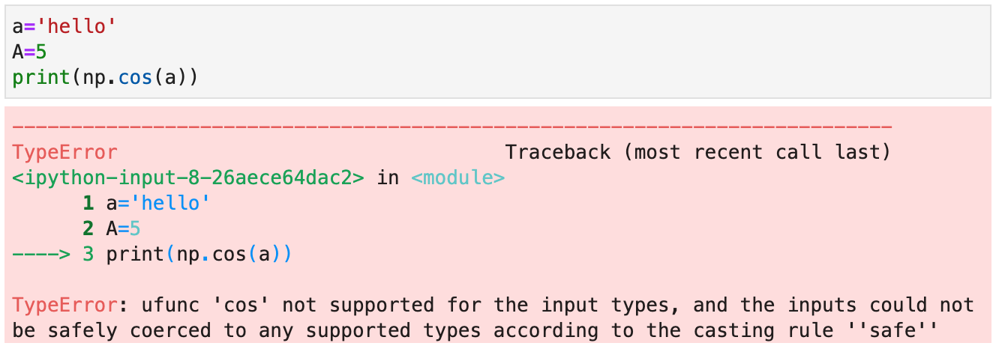 a='hello'
A=5
print(np.cos(a))
---------------------------------------------------------------------------
TypeError                                 Traceback (most recent call last)
<ipython-input-8-26aece64dac2> in <module>
      1 a='hello'
      2 A=5
----> 3 print(np.cos(a))

TypeError: ufunc 'cos' not supported for the input types, and the inputs could not
be safely coerced to any supported types according to the casting rule ''safe''